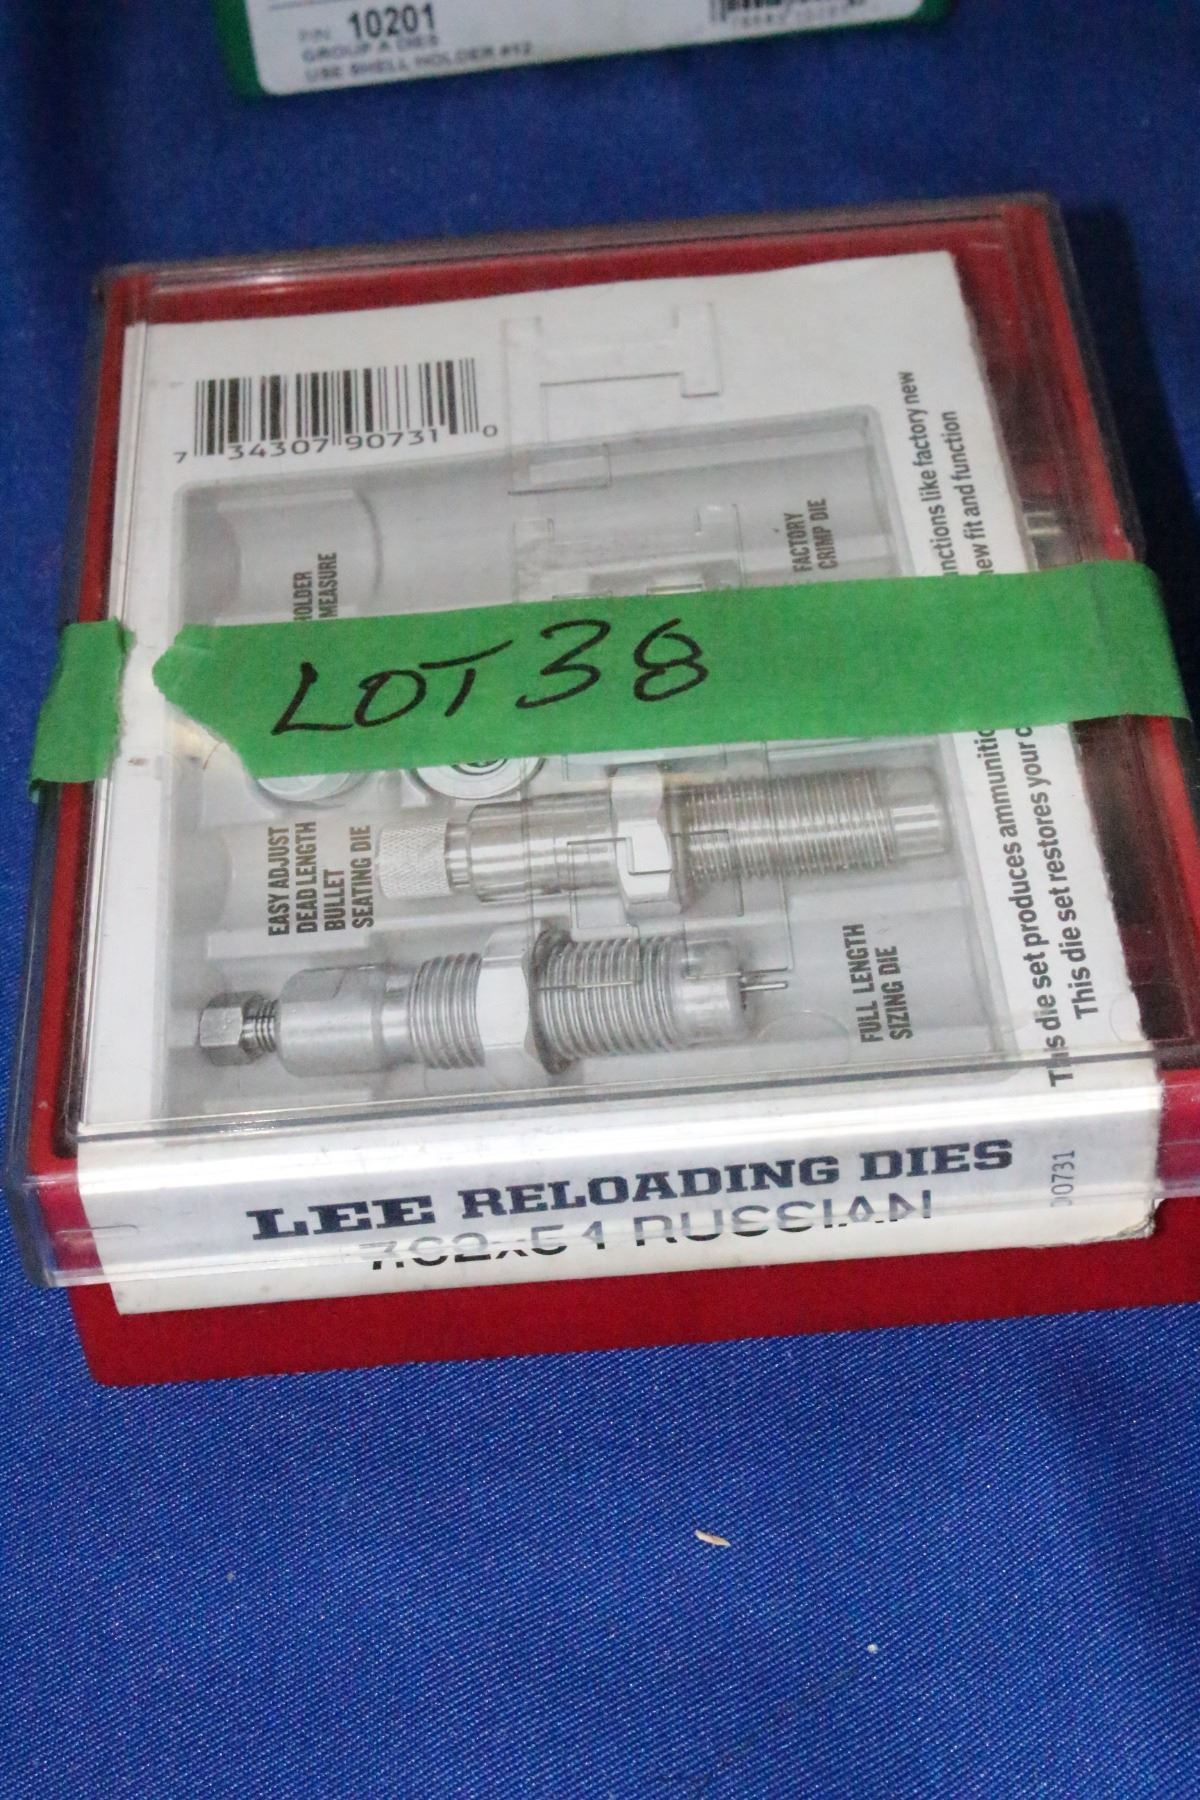 P/N 10201
GROUP A DIES
USE SHELL HOLDER #12
7 34307 90731 0
HOLDER
MEASURE
FACTORY
CRIMP DIE
nctions like factory new
ew fit and function
LOT 38
EASY ADJUST
DEAD LENGTH
BULLET
SEATING DIE
FULL LENGTH
SIZING DIE
This die set produces ammunitio
This die set restores your c
LEE RELOADING DIES
7.62x54 RUSSIAN
90731